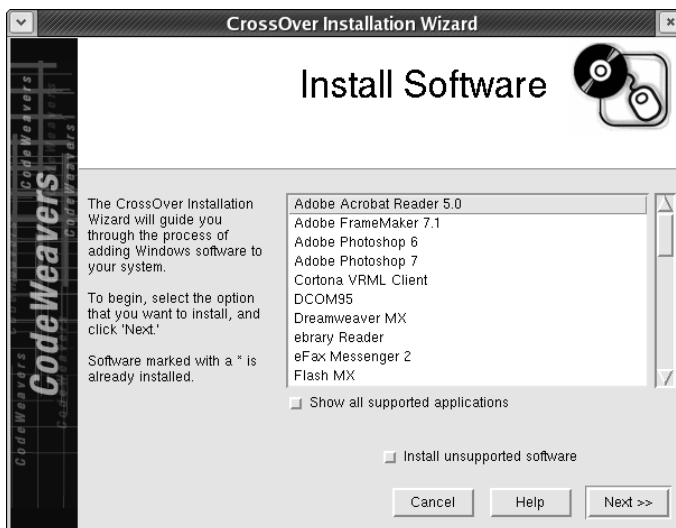 CrossOver Installation Wizard
Install Software
CodeWeavers
CodeWeavers
CodeWeavers
CodeWeavers
CodeWeavers
The CrossOver Installation
Wizard will guide you
through the process of
adding Windows software to
your system.
To begin, select the option
that you want to install, and
click 'Next.'
Software marked with a * is
already installed.
Adobe Acrobat Reader 5.0
Adobe FrameMaker 7.1
Adobe Photoshop 6
Adobe Photoshop 7
Cortona VRML Client
DCOM95
Dreamweaver MX
ebrary Reader
eFax Messenger 2
Flash MX
Show all supported applications
Install unsupported software
Cancel
Help
Next >>